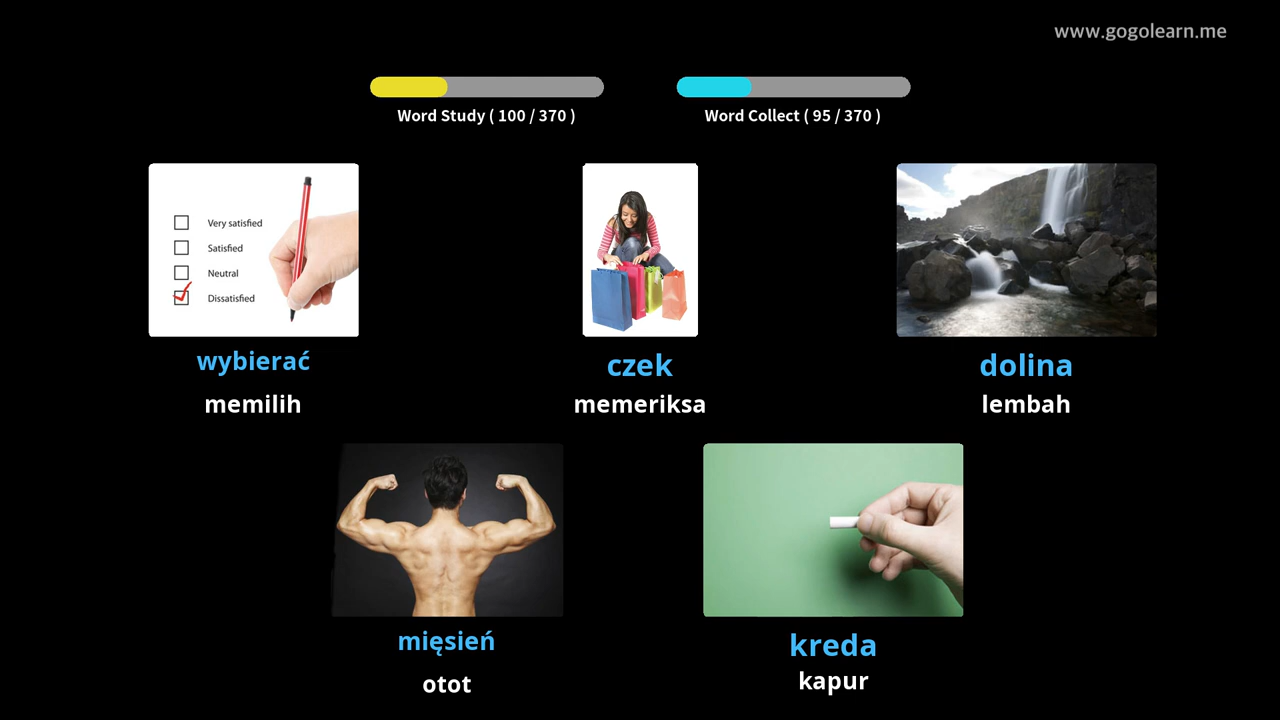 www.gogolearn.me
Word Study ( 100 / 370 )
Word Collect ( 95 / 370 )
Very satisfied
Satisfied
Neutral
Dissatisfied
wybierać
memilih
czek
memeriksa
dolina
lembah
mięsień
otot
kreda
kapur